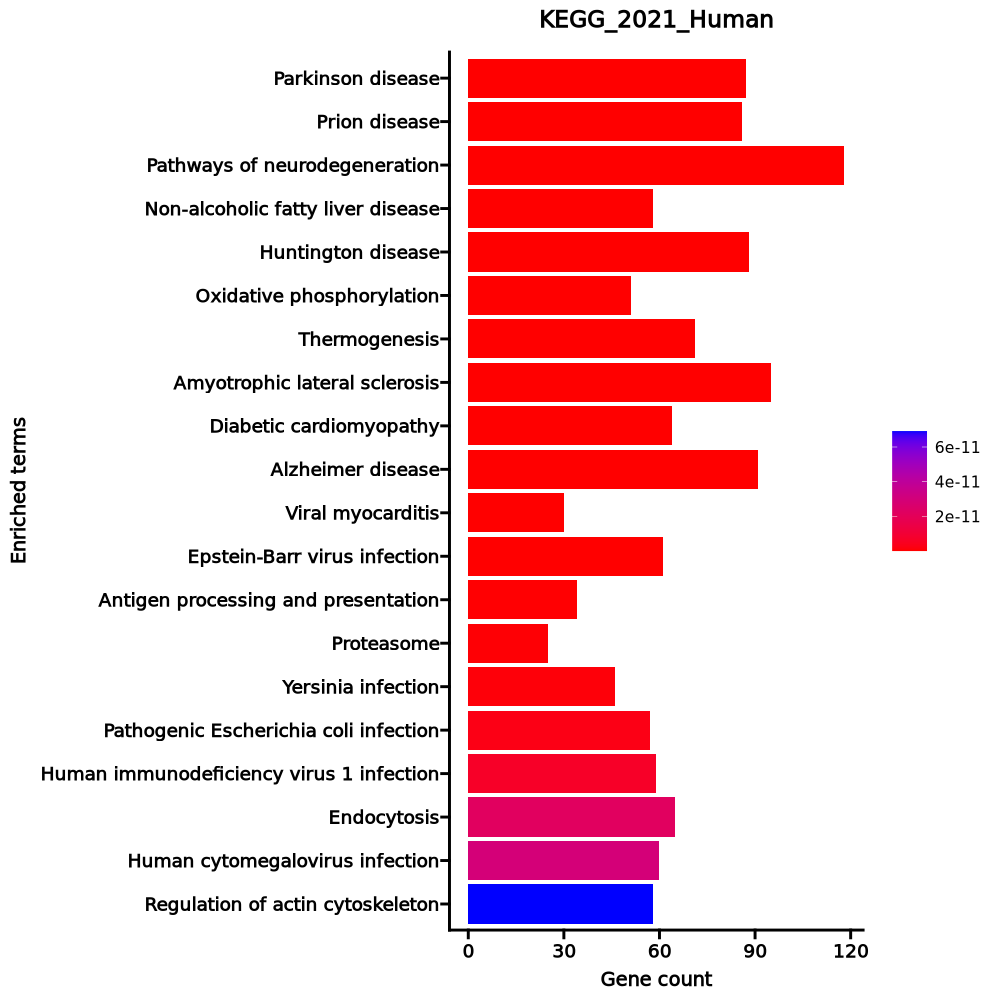 KEGG_2021_Human
Parkinson disease
Prion disease
Pathways of neurodegeneration
Non-alcoholic fatty liver disease
Huntington disease
Oxidative phosphorylation
Thermogenesis
Amyotrophic lateral sclerosis
Diabetic cardiomyopathy
Alzheimer disease
Viral myocarditis
Epstein-Barr virus infection
Antigen processing and presentation
Proteasome
Yersinia infection
Pathogenic Escherichia coli infection
Human immunodeficiency virus 1 infection
Endocytosis
Human cytomegalovirus infection
Regulation of actin cytoskeleton
Enriched terms
0 30 60 90 120
Gene count
6e-11
4e-11
2e-11